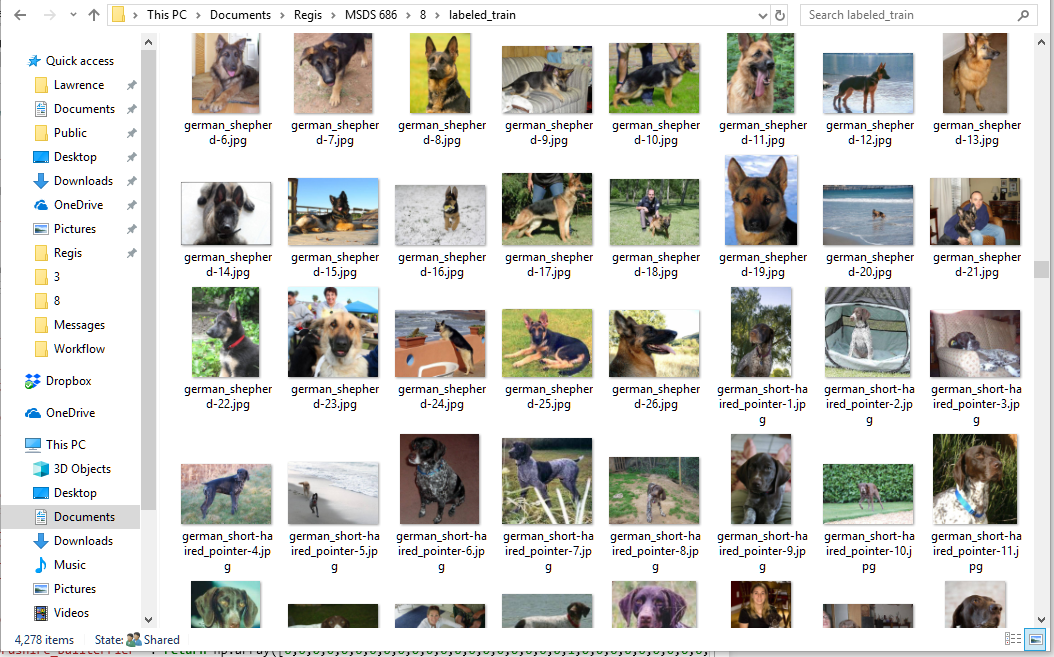 This PC > Documents > Regis > MSDS 686 > 8 > labeled_train
Search labeled_train
Quick access
Lawrence
Documents
Public
Desktop
Downloads
OneDrive
Pictures
Regis
3
8
Messages
Workflow
Dropbox
OneDrive
This PC
3D Objects
Desktop
Documents
Downloads
Music
Pictures
Videos
german_shepher
d-6.jpg
german_shepher
d-7.jpg
german_shepher
d-8.jpg
german_shepher
d-9.jpg
german_shepher
d-10.jpg
german_shepher
d-11.jpg
german_shepher
d-12.jpg
german_shepher
d-13.jpg
german_shepher
d-14.jpg
german_shepher
d-15.jpg
german_shepher
d-16.jpg
german_shepher
d-17.jpg
german_shepher
d-18.jpg
german_shepher
d-19.jpg
german_shepher
d-20.jpg
german_shepher
d-21.jpg
german_shepher
d-22.jpg
german_shepher
d-23.jpg
german_shepher
d-24.jpg
german_shepher
d-25.jpg
german_shepher
d-26.jpg
german_short-ha
ired_pointer-1.jp
g
german_short-ha
ired_pointer-2.jp
g
german_short-ha
ired_pointer-3.jp
g
german_short-ha
ired_pointer-4.jp
g
german_short-ha
ired_pointer-5.jp
g
german_short-ha
ired_pointer-6.jp
g
german_short-ha
ired_pointer-7.jp
g
german_short-ha
ired_pointer-8.jp
g
german_short-ha
ired_pointer-9.jp
g
german_short-ha
ired_pointer-10.j
pg
german_short-ha
ired_pointer-11.j
pg
4,278 items
State:
Shared